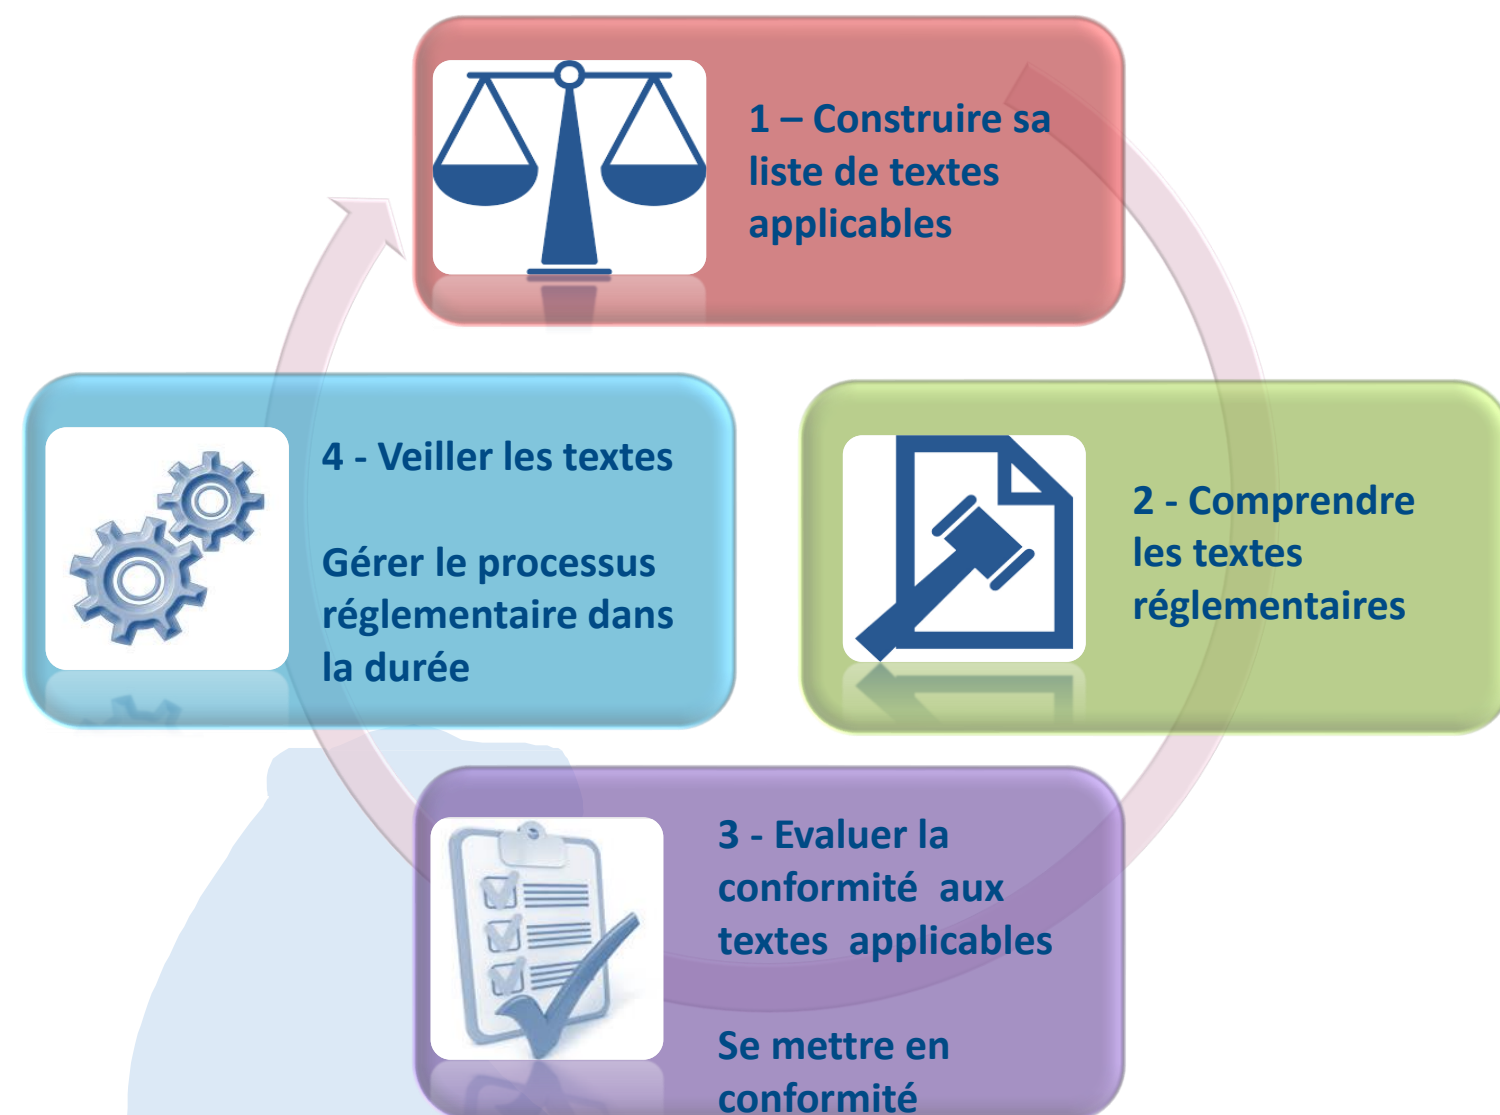 1 – Construire sa
liste de textes
applicables
2 - Comprendre
les textes
réglementaires
3 - Evaluer la
conformité  aux
textes  applicables
Se mettre en
conformité
4 - Veiller les textes
Gérer le processus
réglementaire dans
la durée